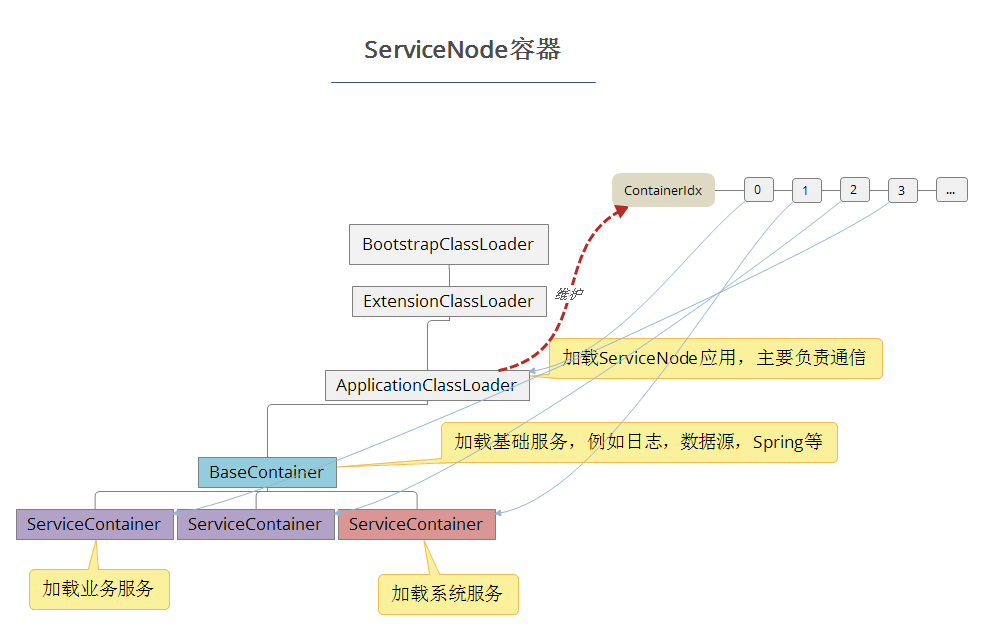 ServiceNode容器
ContainerIdx
0
1
2
3
...
BootstrapClassLoader
ExtensionClassLoader
维护
加载ServiceNode应用，主要负责通信
ApplicationClassLoader
加载基础服务，例如日志，数据源，Spring等
BaseContainer
ServiceContainer
ServiceContainer
ServiceContainer
加载业务服务
加载系统服务